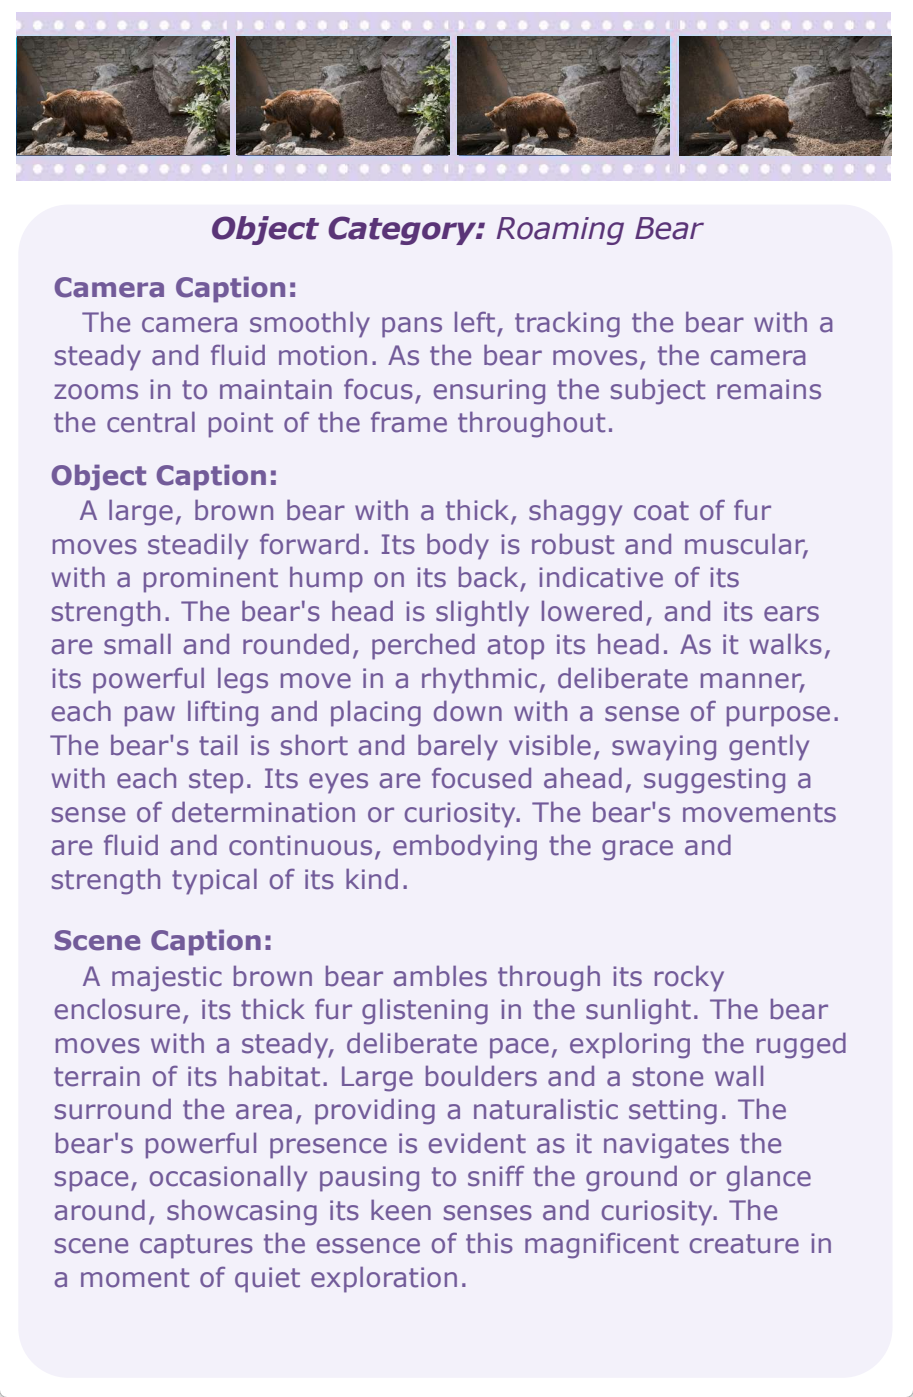 Object Category: Roaming Bear
Camera Caption:
The camera smoothly pans left, tracking the bear with a
steady and fluid motion. As the bear moves, the camera
zooms in to maintain focus, ensuring the subject remains
the central point of the frame throughout.
Object Caption:
A large, brown bear with a thick, shaggy coat of fur
moves steadily forward. Its body is robust and muscular,
with a prominent hump on its back, indicative of its
strength. The bear's head is slightly lowered, and its ears
are small and rounded, perched atop its head. As it walks,
its powerful legs move in a rhythmic, deliberate manner,
each paw lifting and placing down with a sense of purpose.
The bear's tail is short and barely visible, swaying gently
with each step. Its eyes are focused ahead, suggesting a
sense of determination or curiosity. The bear's movements
are fluid and continuous, embodying the grace and
strength typical of its kind.
Scene Caption:
A majestic brown bear ambles through its rocky
enclosure, its thick fur glistening in the sunlight. The bear
moves with a steady, deliberate pace, exploring the rugged
terrain of its habitat. Large boulders and a stone wall
surround the area, providing a naturalistic setting. The
bear's powerful presence is evident as it navigates the
space, occasionally pausing to sniff the ground or glance
around, showcasing its keen senses and curiosity. The
scene captures the essence of this magnificent creature in
a moment of quiet exploration.